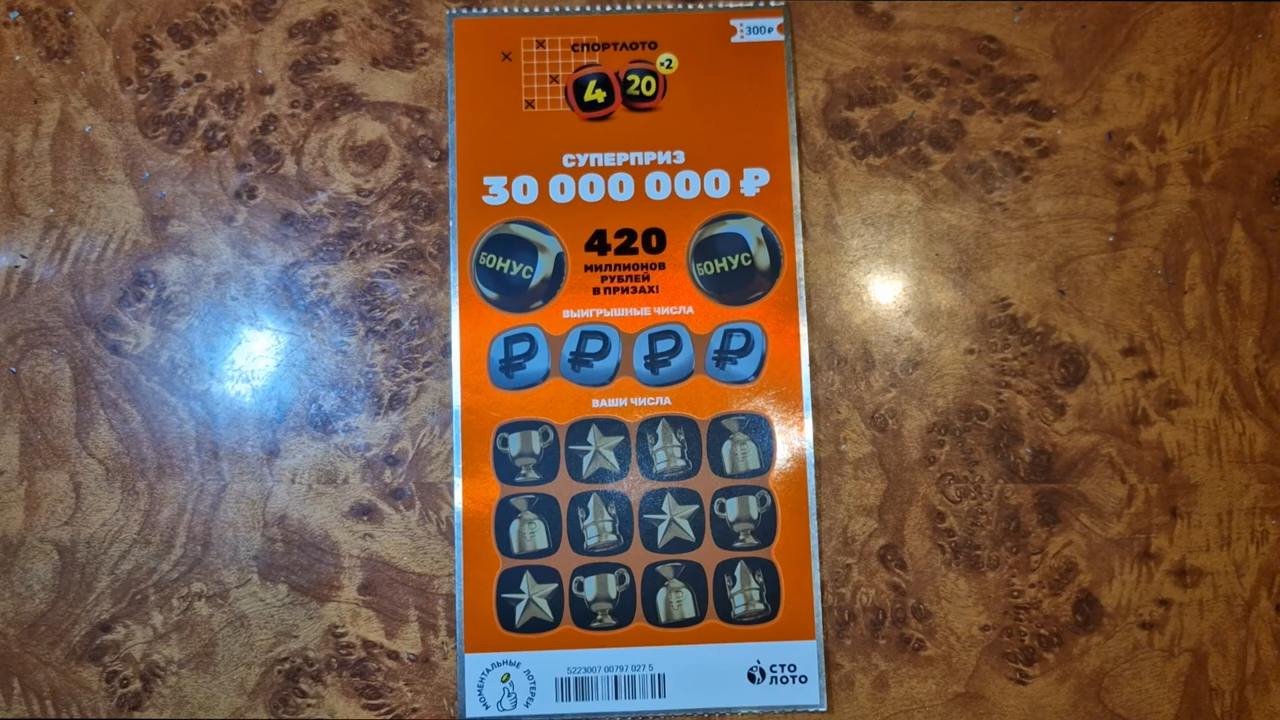 300₽
СПОРТЛОТО
4 20 ×2
СУПЕРПРИЗ
30 000 000 ₽
БОНУС
420
МИЛЛИОНОВ
РУБЛЕЙ
В ПРИЗАХ!
БОНУС
ВЫИГРЫШНЫЕ ЧИСЛА
₽ ₽ ₽ ₽
ВАШИ ЧИСЛА
МОМЕНТАЛЬНЫЕ ЛОТЕРЕИ
5223007 00797 027 5
СТО
ЛОТО